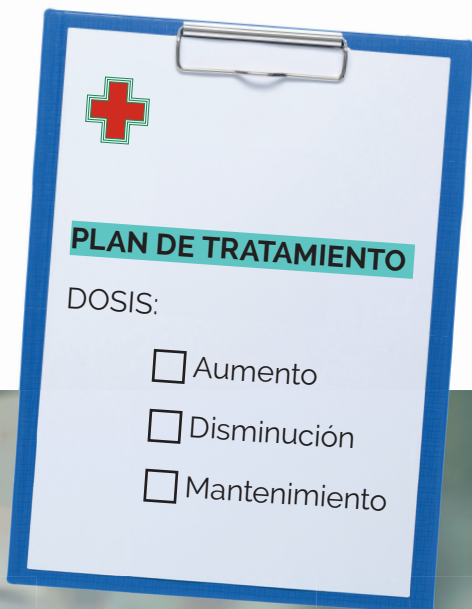 PLAN DE TRATAMIENTO
DOSIS:
Aumento
Disminución
Mantenimiento